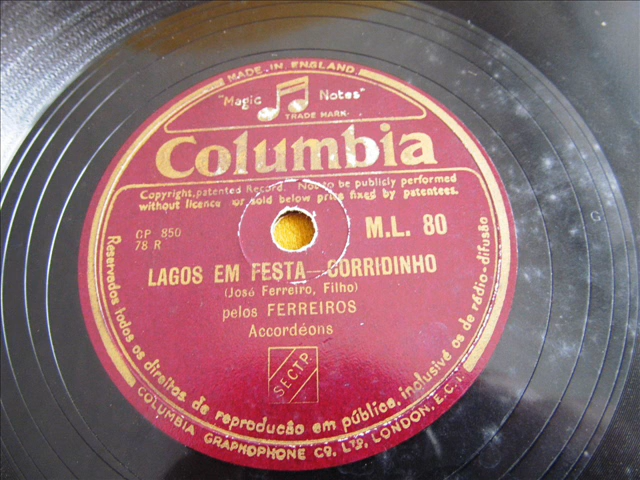 MADE IN ENGLAND
"Magic Notes"
TRADE MARK.
Columbia
Copyright, patented Record. Not to be publicly performed
without licence or sold below price fixed by patentees.
CP 850
78 R
M.L. 80
LAGOS EM FESTA—CORRIDINHO
(José Ferreiro, Filho)
pelos FERREIROS
Accordéons
SECTP.
Reservados todos os direitos de reprodução em público, inclusivé os de rádio-difusão
COLUMBIA GRAPHOPHONE CO. LTD. LONDON. E.C.1.
G